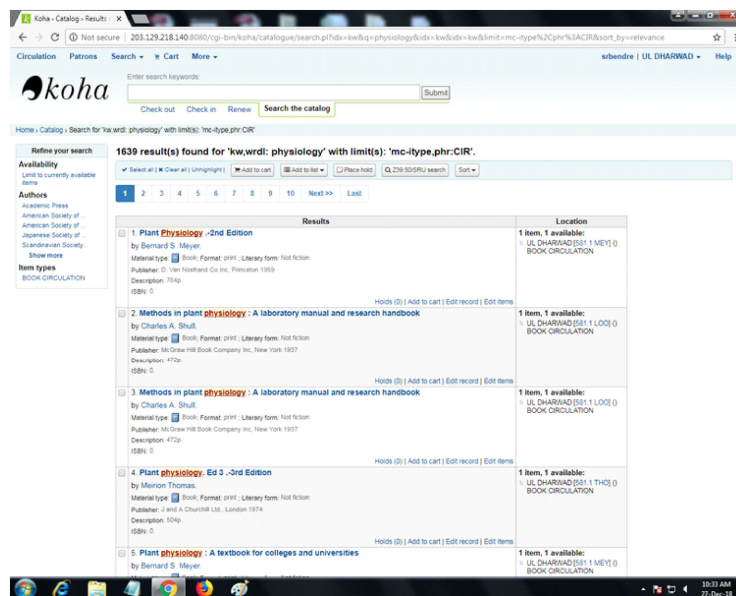 Koha › Catalog › Results
Not secure | 203.129.218.140:8080/cgi-bin/koha/catalogue/search.pl?idx=kw&q=physiology&idx=kw&idx=kw&limit=mc-itype%2Cphr%3ACIR&sort_by=relevance
Circulation Patrons Search Cart More srbendre | UL DHARWAD Help
koha
Enter search keywords:
Submit
Check out Check in Renew Search the catalog
Home › Catalog › Search for 'kw,wrdl: physiology' with limit(s): 'mc-itype,phr:CIR'
Refine your search
Availability
Limit to currently available items
Authors
Academic Press
American Society of ...
American Society of ...
Japanese Society of ...
Scandinavian Society...
Show more
Item types
BOOK CIRCULATION
1639 result(s) found for 'kw,wrdl: physiology' with limit(s): 'mc-itype,phr:CIR'.
Select all | Clear all | Unhighlight | Add to cart Add to list Place hold Z39.50/SRU search Sort
1 2 3 4 5 6 7 8 9 10 Next >> Last
Results Location
1. Plant Physiology .-2nd Edition
by Bernard S. Meyer.
Material type: Book; Format: print ; Literary form: Not fiction
Publisher: D. Van Nostrand Co Inc, Princeton 1959
Description: 784p
ISBN: 0.
Holds (0) | Add to cart | Edit record | Edit items
1 item, 1 available:
UL DHARWAD [581.1 MEY] ()
BOOK CIRCULATION
2. Methods in plant physiology : A laboratory manual and research handbook
by Charles A. Shull.
Material type: Book; Format: print ; Literary form: Not fiction
Publisher: McGraw Hill Book Company Inc, New York 1937
Description: 472p
ISBN: 0.
Holds (0) | Add to cart | Edit record | Edit items
1 item, 1 available:
UL DHARWAD [581.1 LOO] ()
BOOK CIRCULATION
3. Methods in plant physiology : A laboratory manual and research handbook
by Charles A. Shull.
Material type: Book; Format: print ; Literary form: Not fiction
Publisher: McGraw Hill Book Company Inc, New York 1937
Description: 472p
ISBN: 0.
Holds (0) | Add to cart | Edit record | Edit items
1 item, 1 available:
UL DHARWAD [581.1 LOO] ()
BOOK CIRCULATION
4. Plant physiology. Ed 3 .-3rd Edition
by Meirion Thomas.
Material type: Book; Format: print ; Literary form: Not fiction
Publisher: J and A Churchill Ltd., London 1974
Description: 504p
ISBN: 0.
Holds (0) | Add to cart | Edit record | Edit items
1 item, 1 available:
UL DHARWAD [581.1 THO] ()
BOOK CIRCULATION
5. Plant physiology : A textbook for colleges and universities
by Bernard S. Meyer.
1 item, 1 available:
UL DHARWAD [581.1 MEY] ()
BOOK CIRCULATION
10:33 AM
27-Dec-18